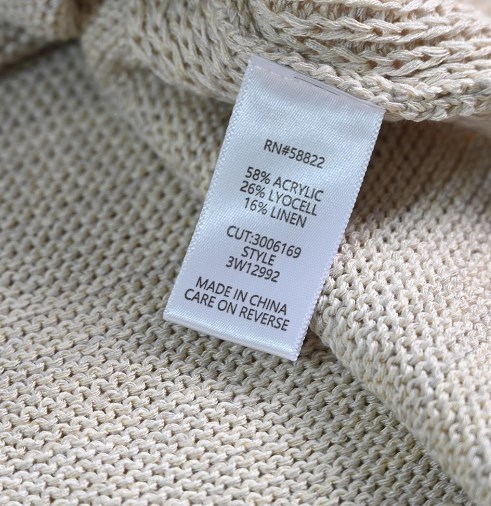 RN#58822
58% ACRYLIC
26% LYOCELL
16% LINEN
CUT:3006169
STYLE
3W12992
MADE IN CHINA
CARE ON REVERSE